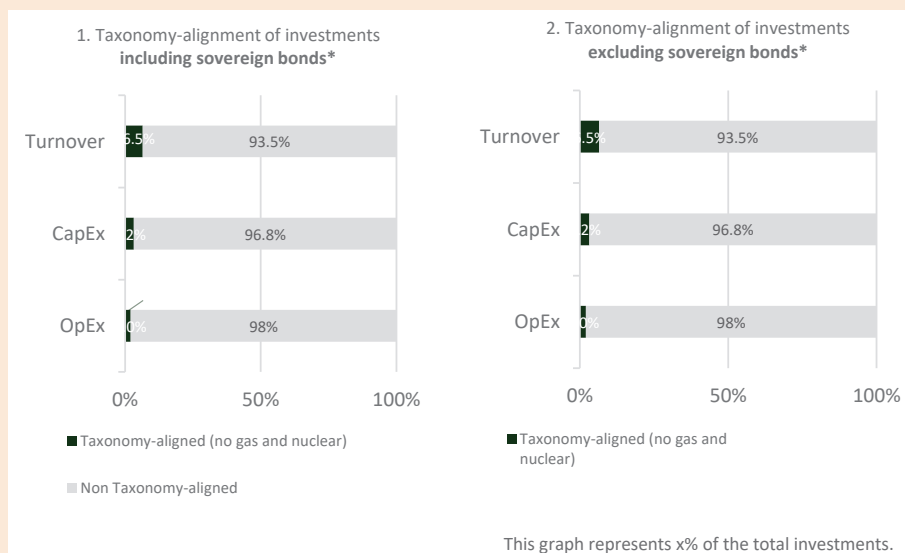 1. Taxonomy-alignment of investments
including sovereign bonds*
Turnover
6.5%
93.5%
CapEx
2%
96.8%
OpEx
0%
98%
0%
50%
100%
Taxonomy-aligned (no gas and nuclear)
Non Taxonomy-aligned
2. Taxonomy-alignment of investments
excluding sovereign bonds*
Turnover
.5%
93.5%
CapEx
2%
96.8%
OpEx
0%
98%
0%
50%
100%
Taxonomy-aligned (no gas and
nuclear)
This graph represents x% of the total investments.